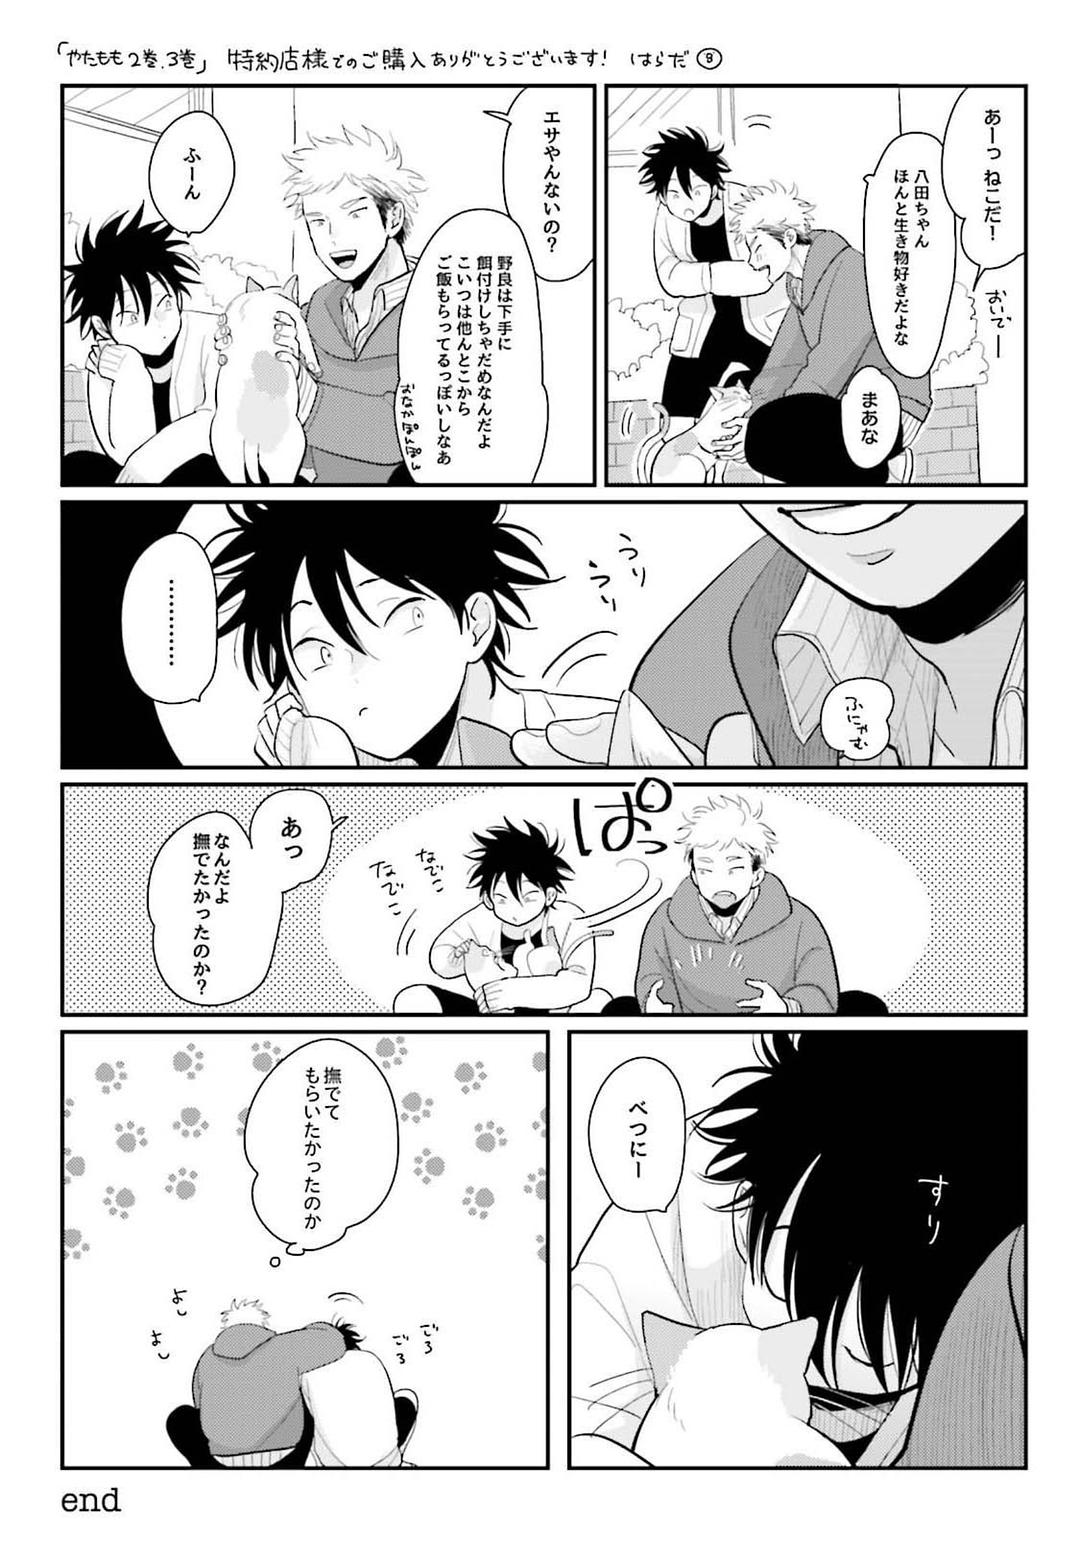 「やたもも2巻、3巻」 特約店様でのご購入ありがとうございます! はらだ
あーっ ねこだ!
おいでー
八田ちゃん
ほんと生き物好きだよな
まあな
エサやんないの?
野良は下手に
餌付けしちゃだめなんだよ
こいつは他んとこから
ご飯もらってるっぽいしなあ
おなかぽんぽこ
ふーん
うり
うり
ふにゃむ
…………
ぱっ
なでこ
なでこ
あっ
なんだよ
撫でたかったのか?
べつにー
すり
撫でて
もらいたかったのか
よし
よし
ごろ
ごろ
end